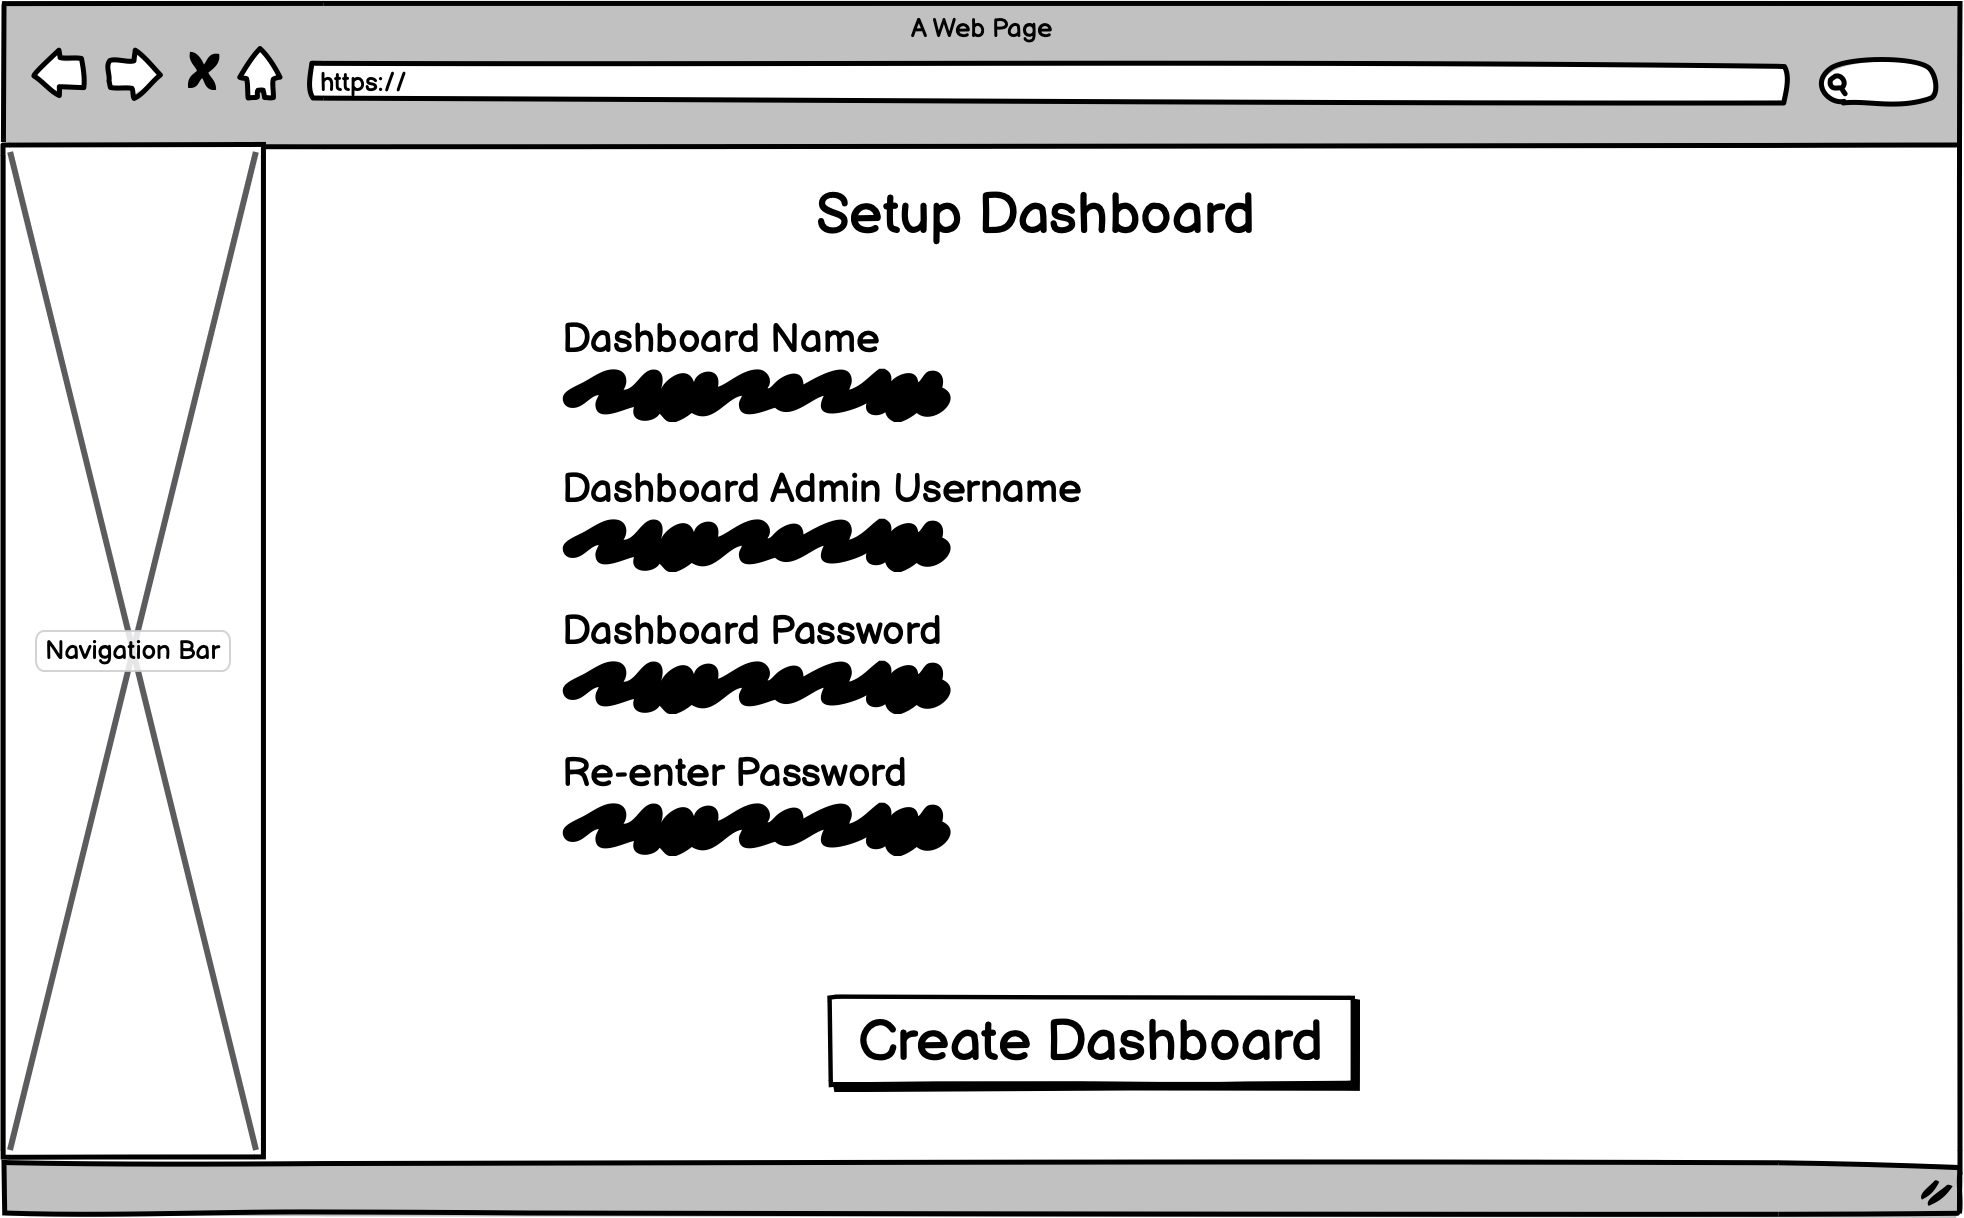 A Web Page
https://
Setup Dashboard
Dashboard Name
Dashboard Admin Username
Dashboard Password
Navigation Bar
Re-enter Password
Create Dashboard